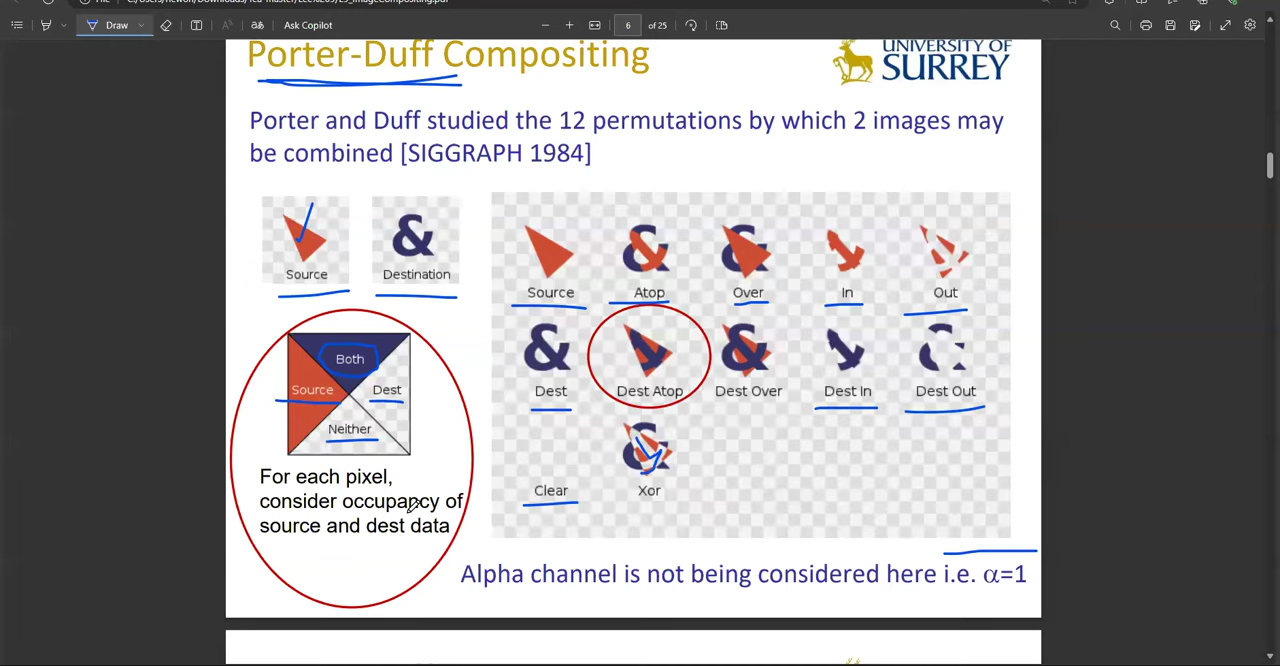 Draw
6
of 25
Ask Copilot
Porter-Duff Compositing
UNIVERSITY OF
SURREY
Porter and Duff studied the 12 permutations by which 2 images may
be combined [SIGGRAPH 1984]
&
Source
Destination
Source
Atop
Over
In
Out
Dest
Dest Atop
Dest Over
Dest In
Dest Out
Clear
Xor
Both
Source
Dest
Neither
For each pixel,
consider occupancy of
source and dest data
Alpha channel is not being considered here i.e. α=1